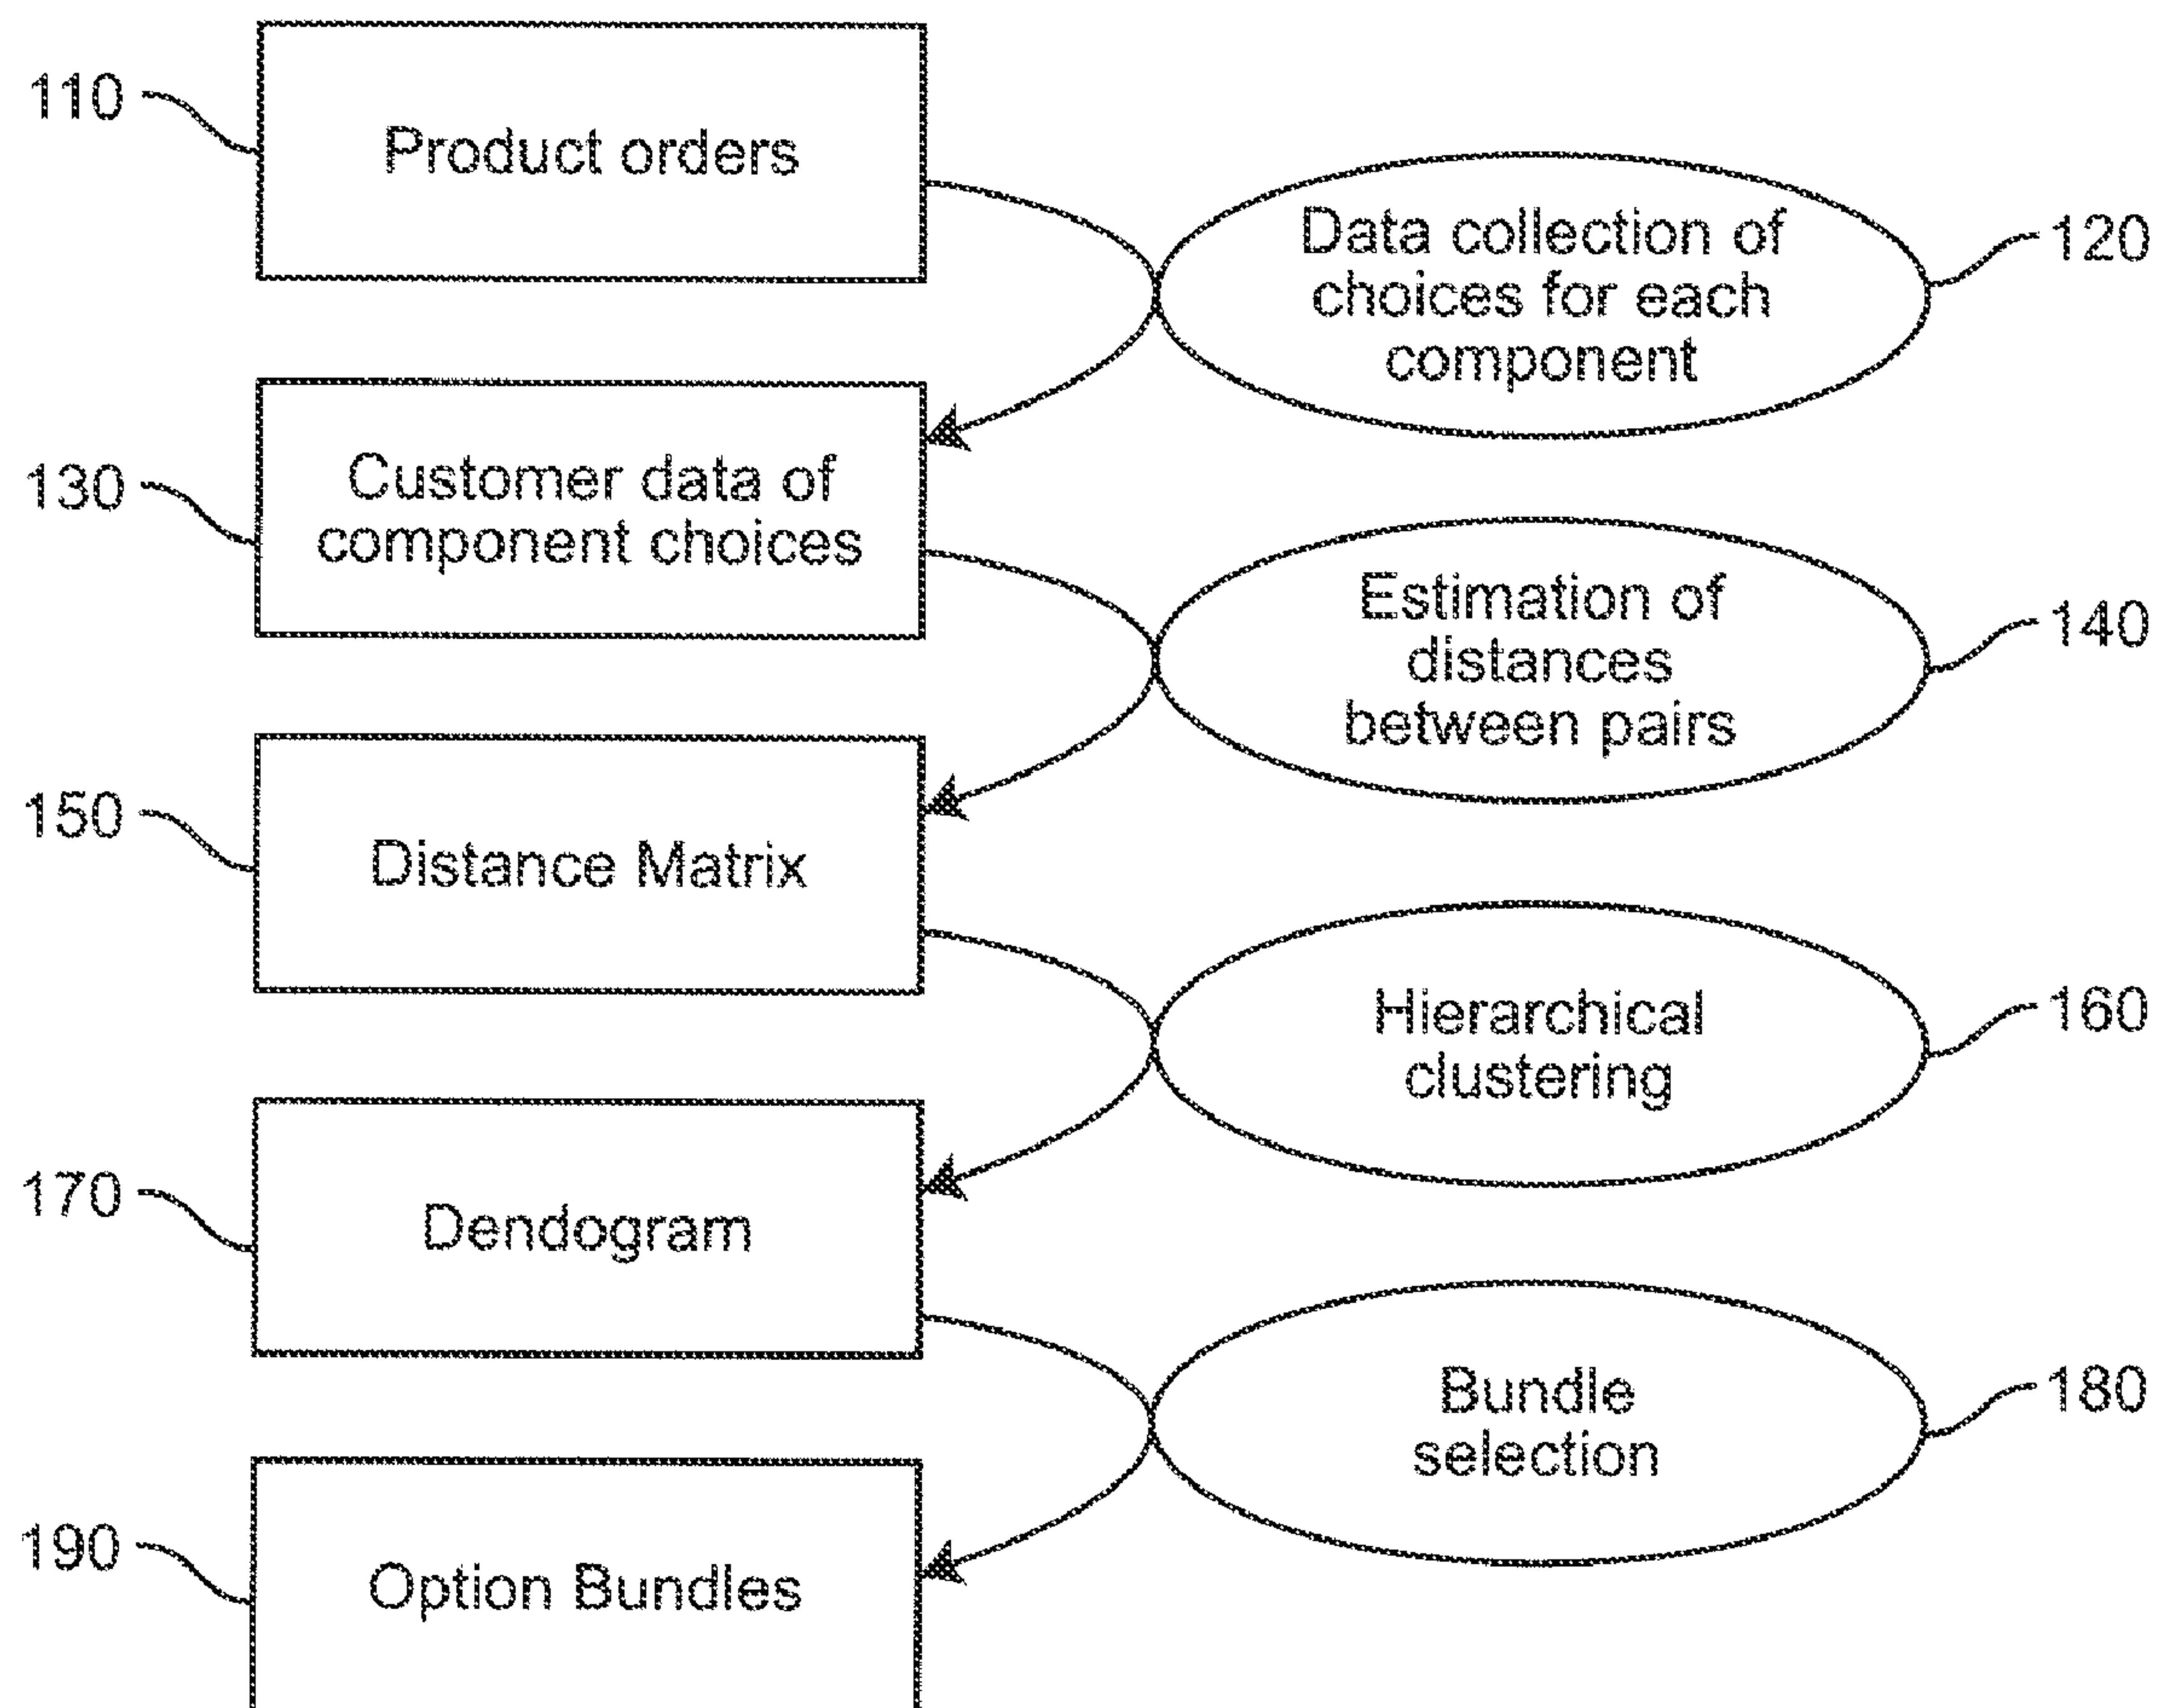 110
Product orders
Data collection of
choices for each
component
120
130
Customer data of
component choices
Estimation of
distances
between pairs
140
150
Distance Matrix
Hierarchical
clustering
160
170
Dendogram
Bundle
selection
180
190
Option Bundles